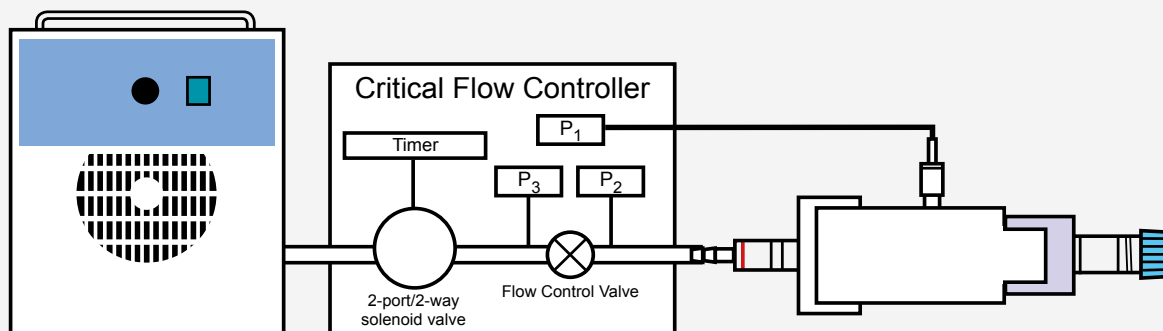 Critical Flow Controller
P1
Timer
P3
P2
Flow Control Valve
2-port/2-way
solenoid valve